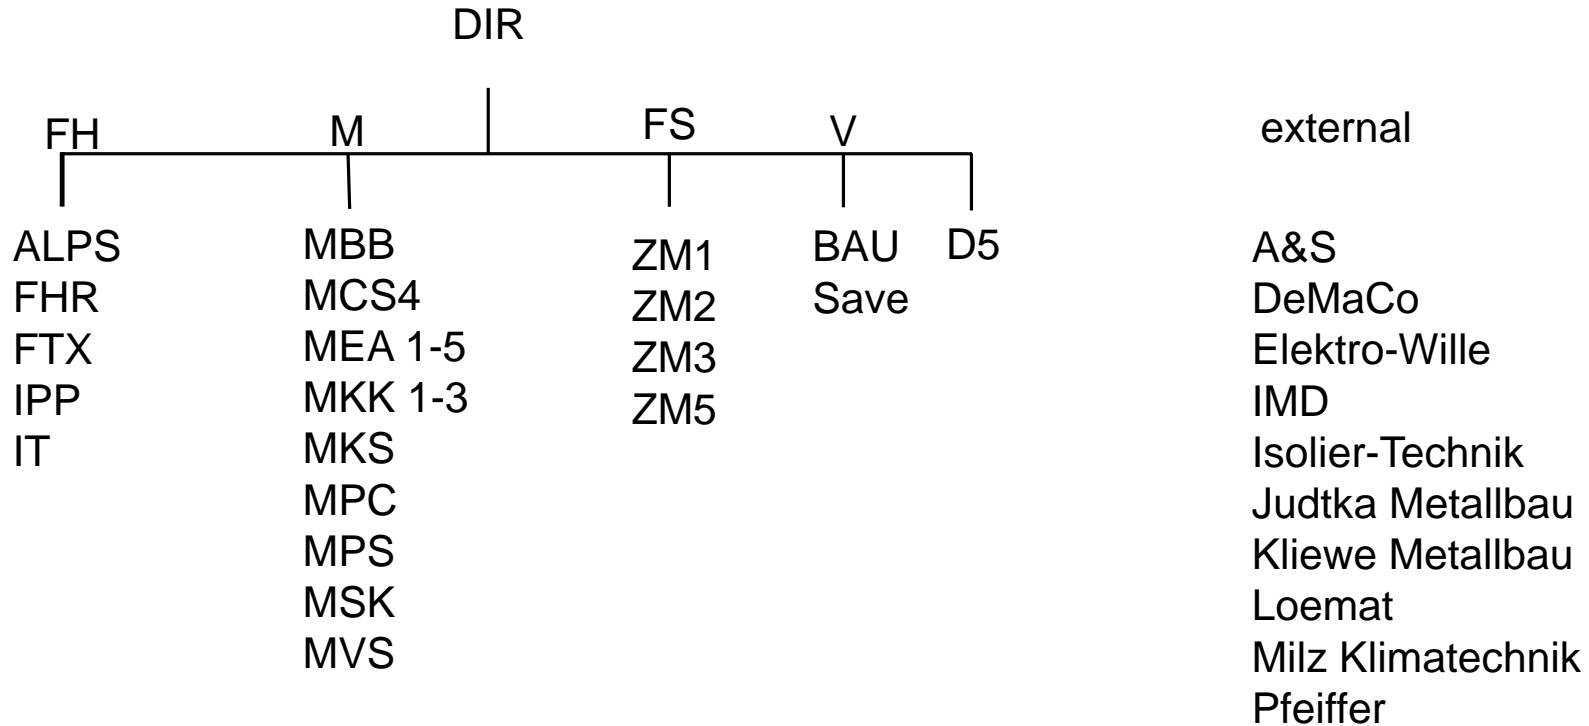 DIR
FH
M
FS
V
external
ALPS
FHR
FTX
IPP
IT
MBB
MCS4
MEA 1-5
MKK 1-3
MKS
MPC
MPS
MSK
MVS
ZM1
ZM2
ZM3
ZM5
BAU
Save
D5
A&S
DeMaCo
Elektro-Wille
IMD
Isolier-Technik
Judtka Metallbau
Kliewe Metallbau
Loemat
Milz Klimatechnik
Pfeiffer